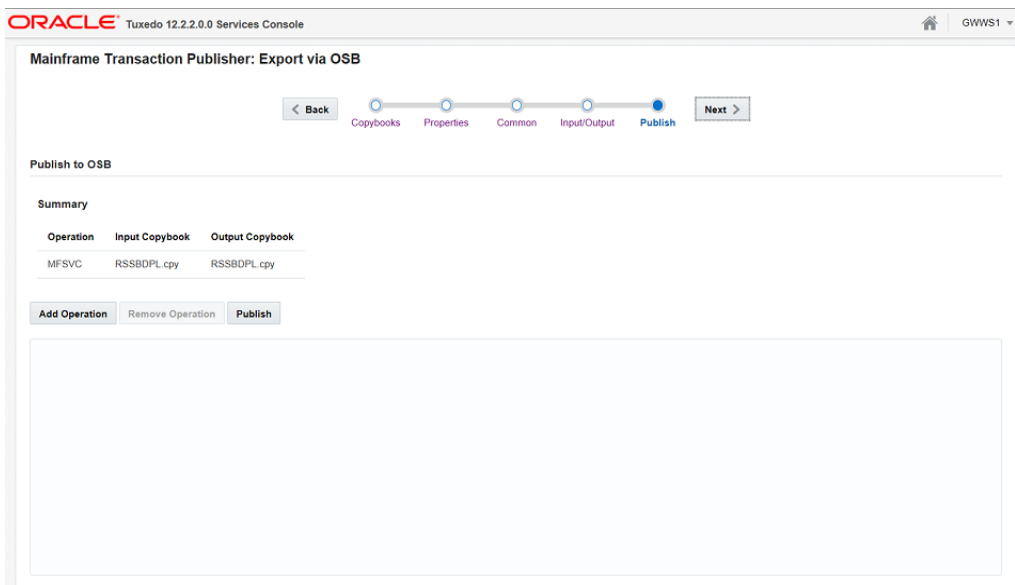 ORACLE Tuxedo 12.2.2.0.0 Services Console GWWS1
Mainframe Transaction Publisher: Export via OSB
Back Next
Copybooks Properties Common Input/Output Publish
Publish to OSB
Summary
Operation Input Copybook Output Copybook
MFSVC RSSBDPL.cpy RSSBDPL.cpy
Add Operation Remove Operation Publish